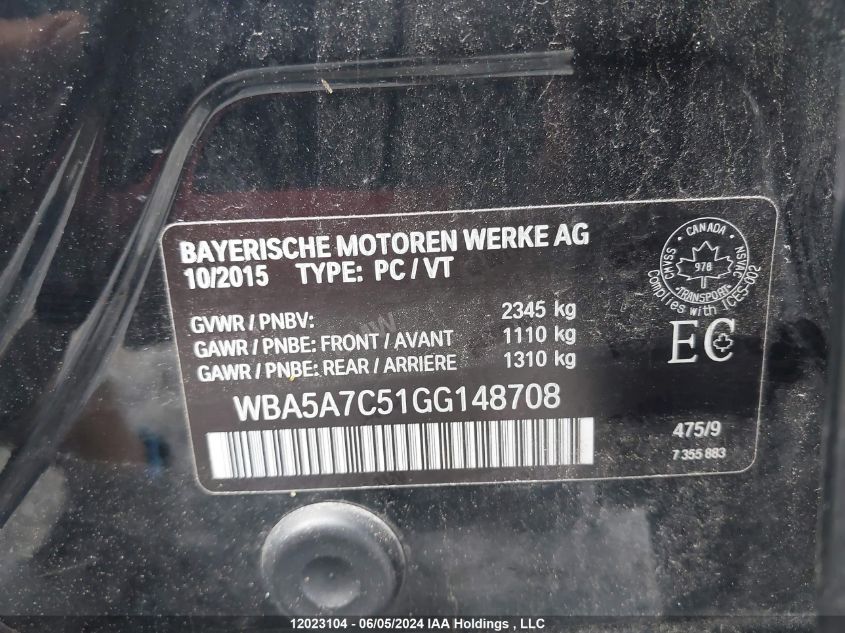 BAYERISCHE MOTOREN WERKE AG
10/2015 TYPE: PC / VT
GVWR / PNBV: 2345 kg
GAWR / PNBE: FRONT / AVANT 1110 kg
GAWR / PNBE: REAR / ARRIERE 1310 kg
WBA5A7C51GG148708
CANADA
CMVSS NSVAC
978
TRANSPORT
Complies with ICES-002
EC
475/9
7 355 883
12023104 - 06/05/2024 IAA Holdings , LLC